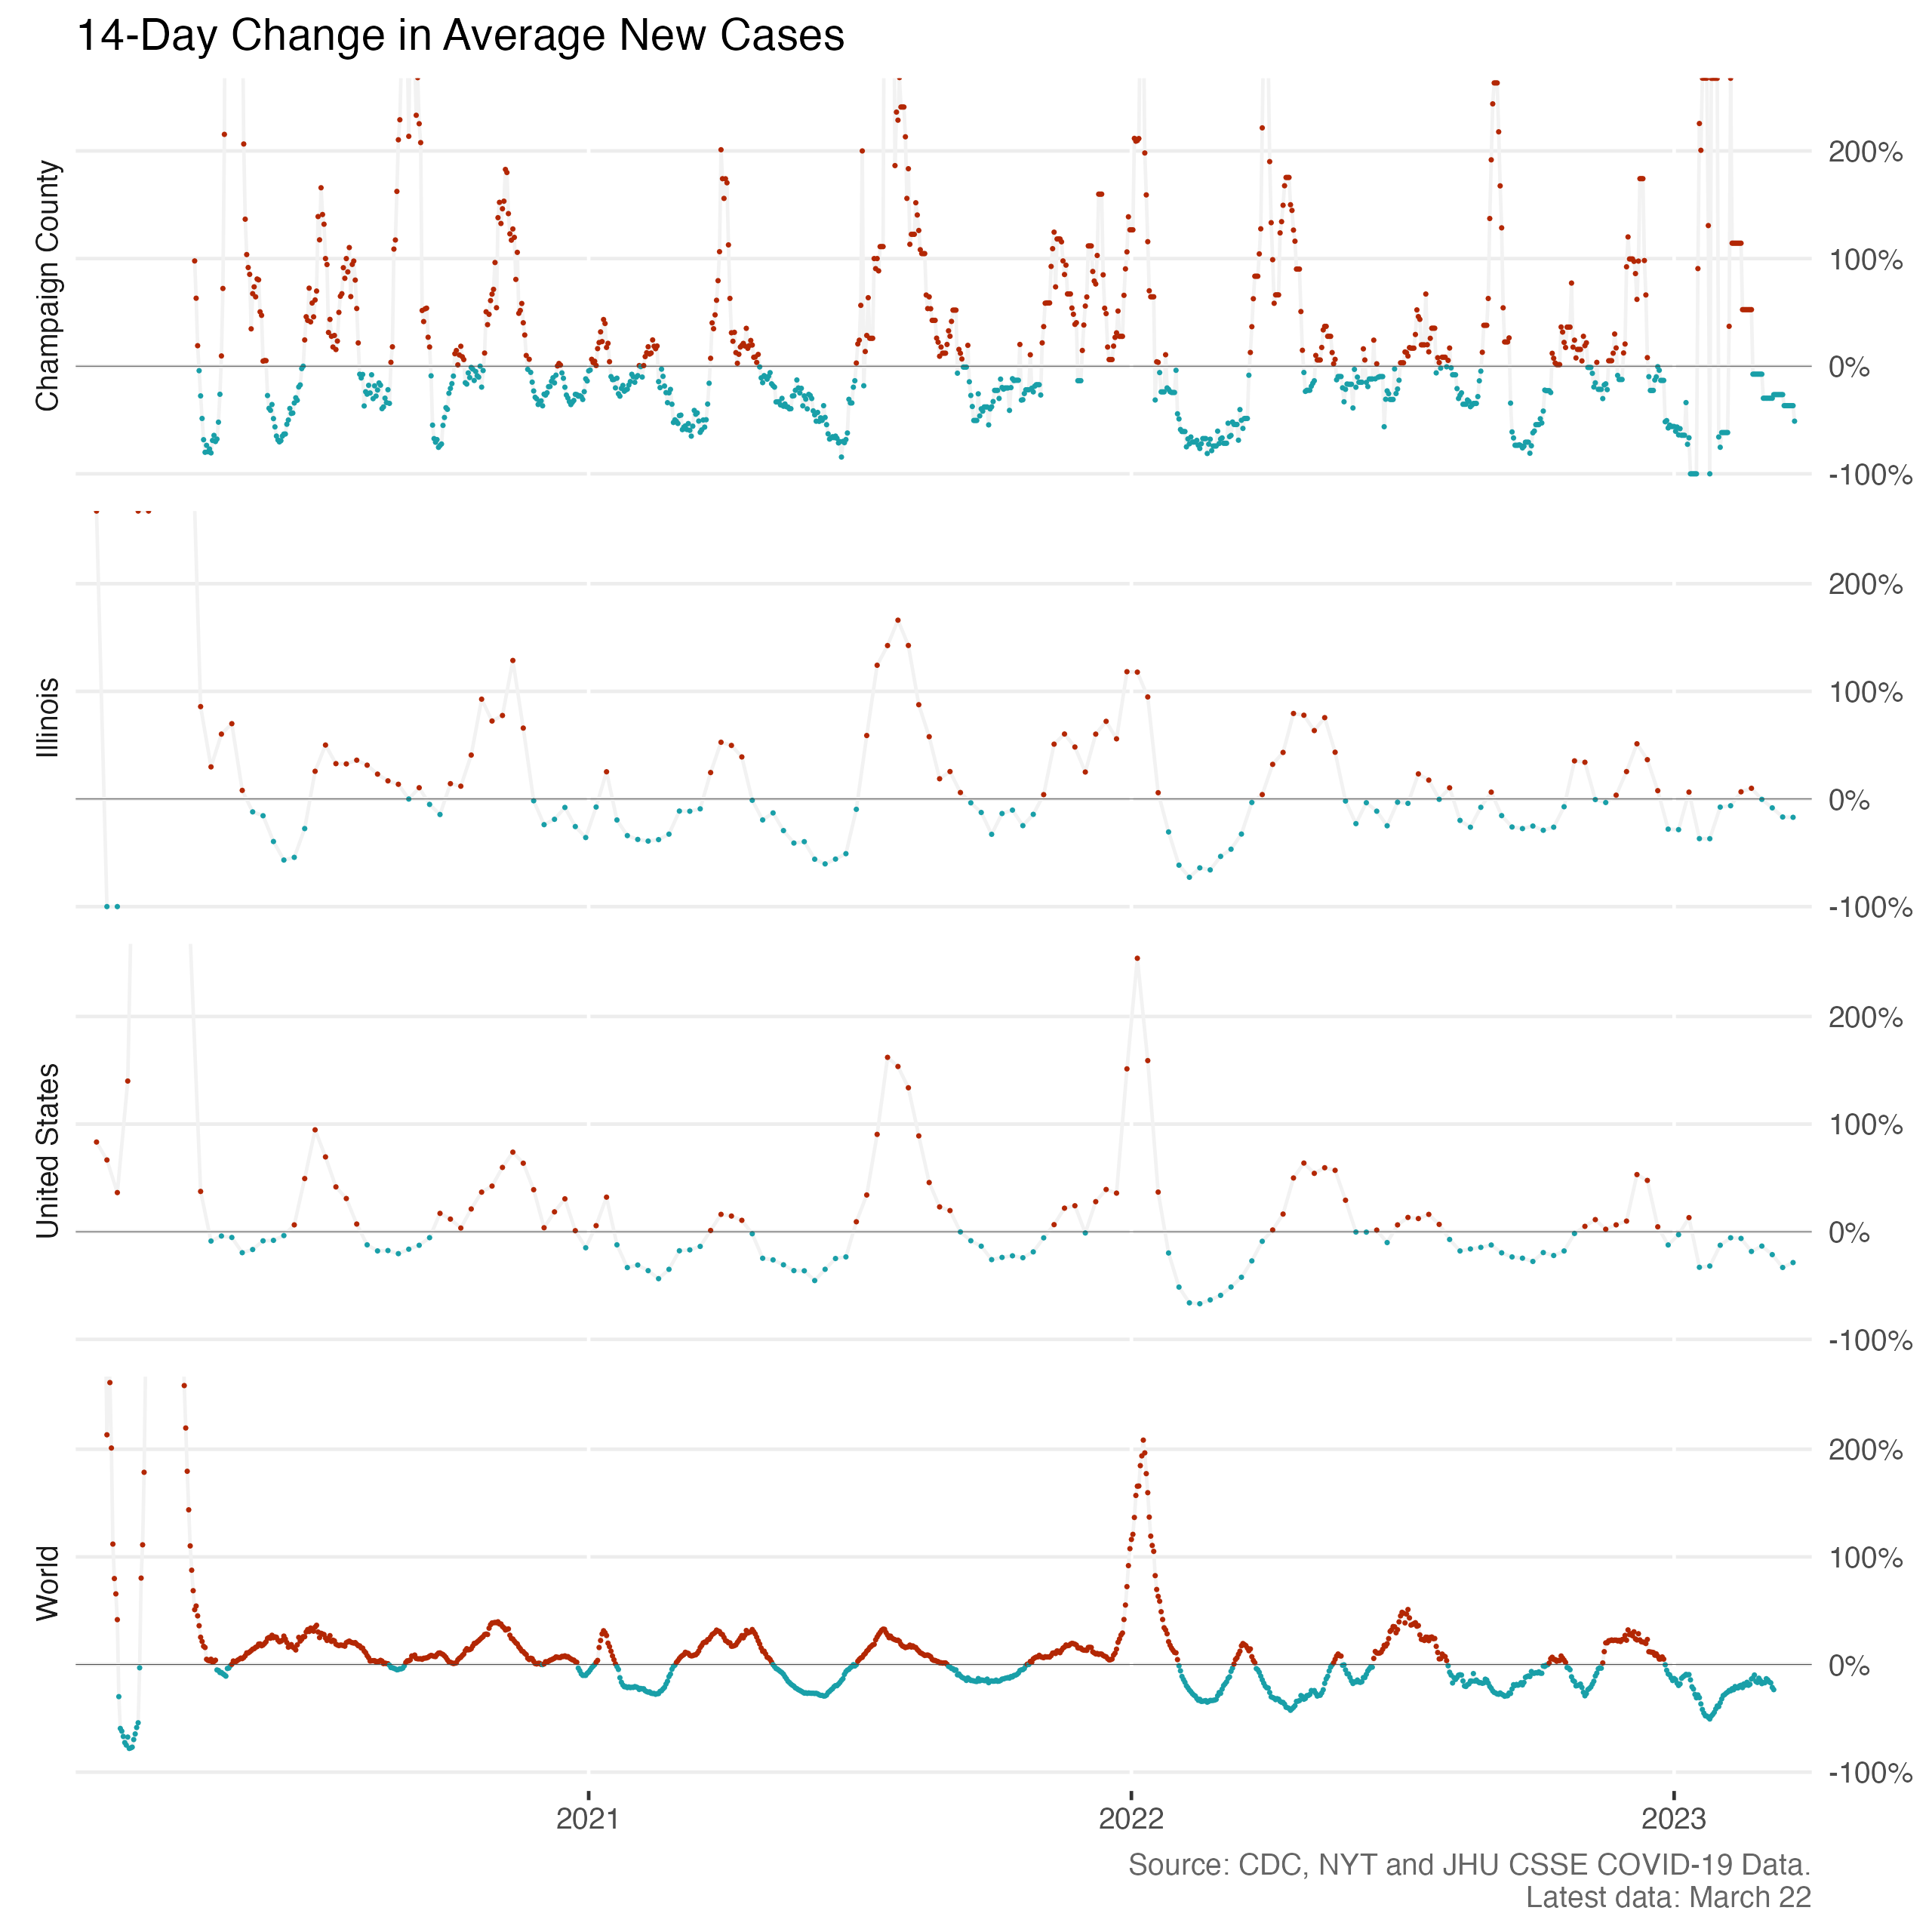 14-Day Change in Average New Cases
Champaign County
200%
100%
0%
-100%
Illinois
200%
100%
0%
-100%
United States
200%
100%
0%
-100%
World
200%
100%
0%
-100%
2021
2022
2023
Source: CDC, NYT and JHU CSSE COVID-19 Data.
Latest data: March 22